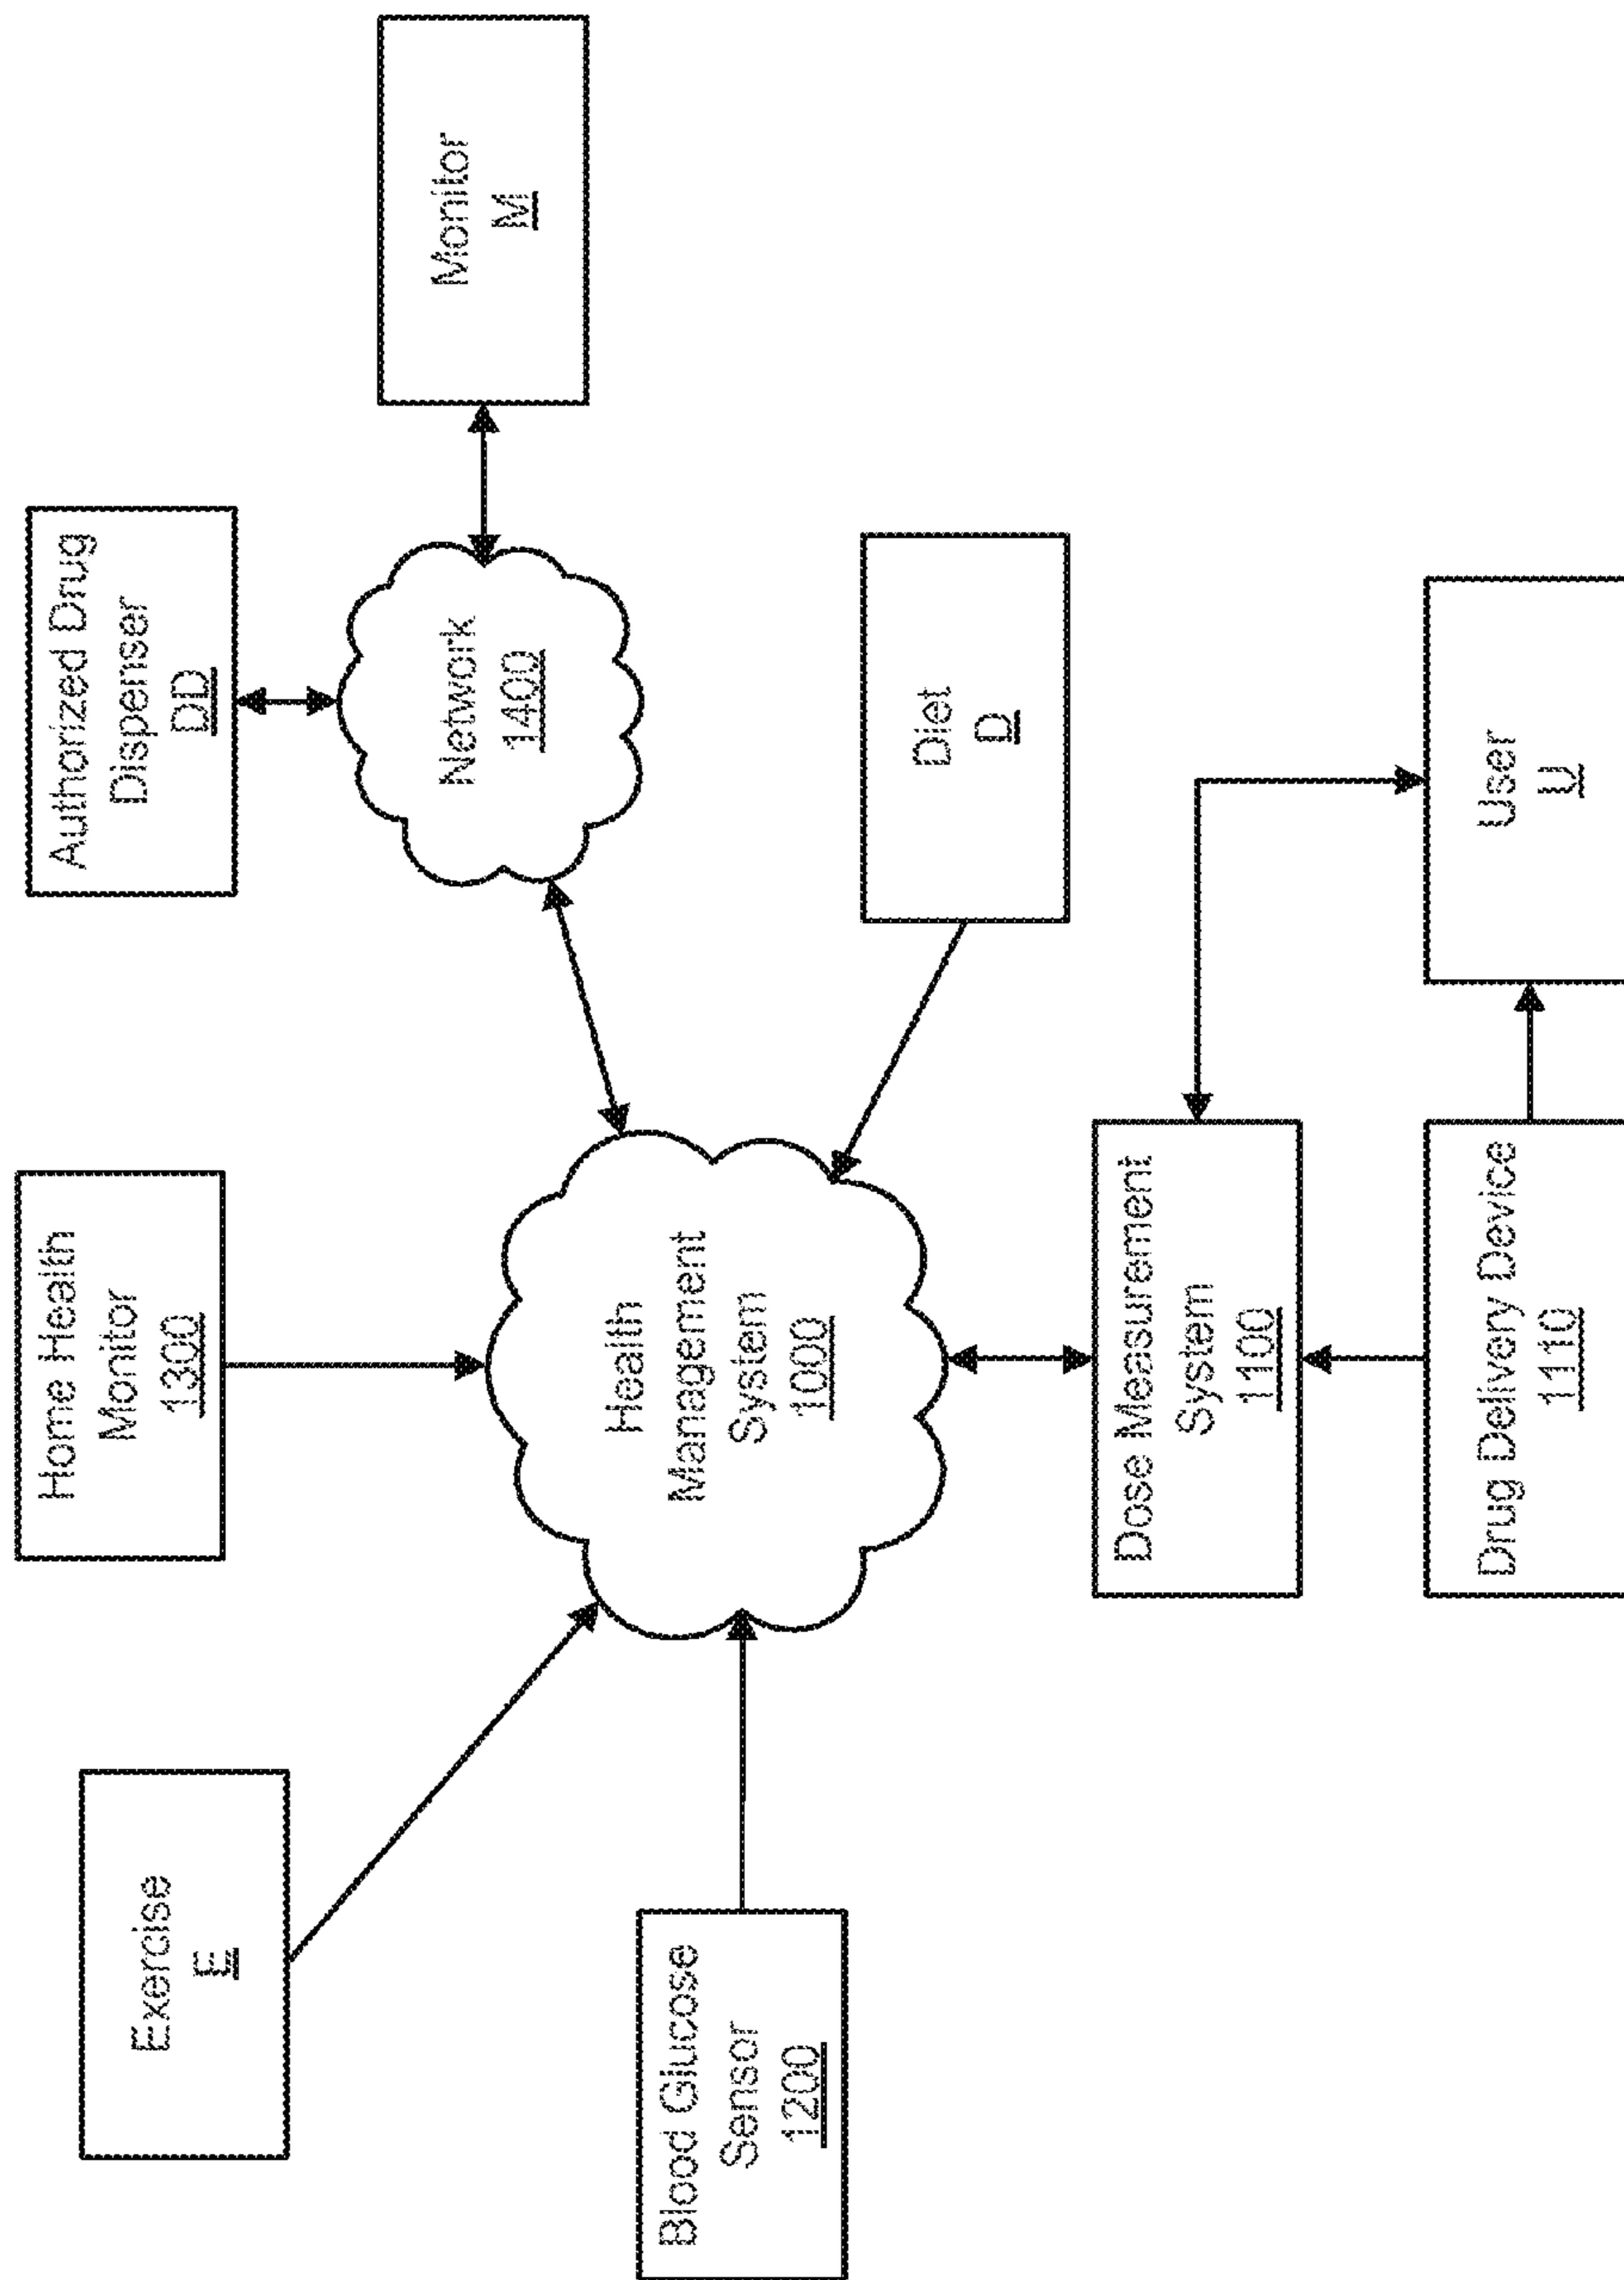 Exercise
E
Home Health
Monitor
1300
Authorized Drug
Dispenser
DD
Blood Glucose
Sensor
1200
Health
Management
System
1000
Network
1400
Monitor
M
Diet
D
Dose Measurement
System
1100
Drug Delivery Device
1110
User
U